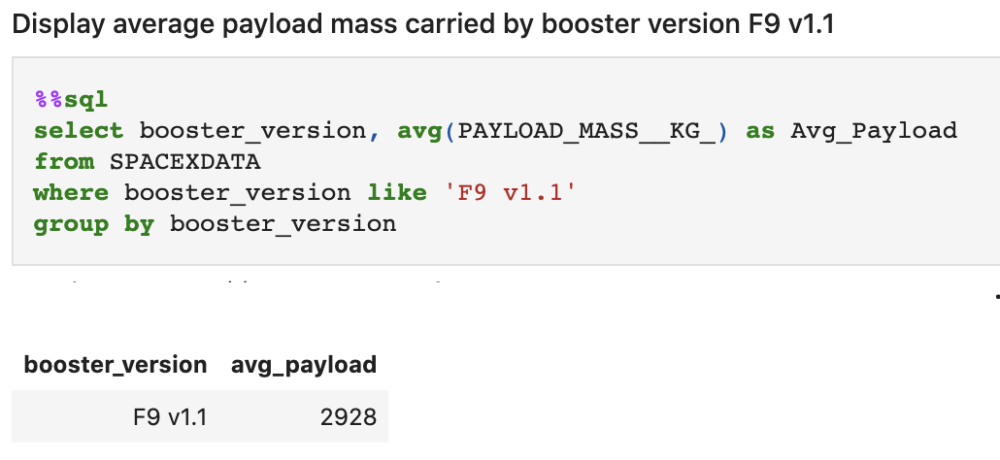 Display average payload mass carried by booster version F9 v1.1
%%sql
select booster_version, avg(PAYLOAD_MASS__KG_) as Avg_Payload
from SPACEXDATA
where booster_version like 'F9 v1.1'
group by booster_version
booster_version avg_payload
F9 v1.1 2928